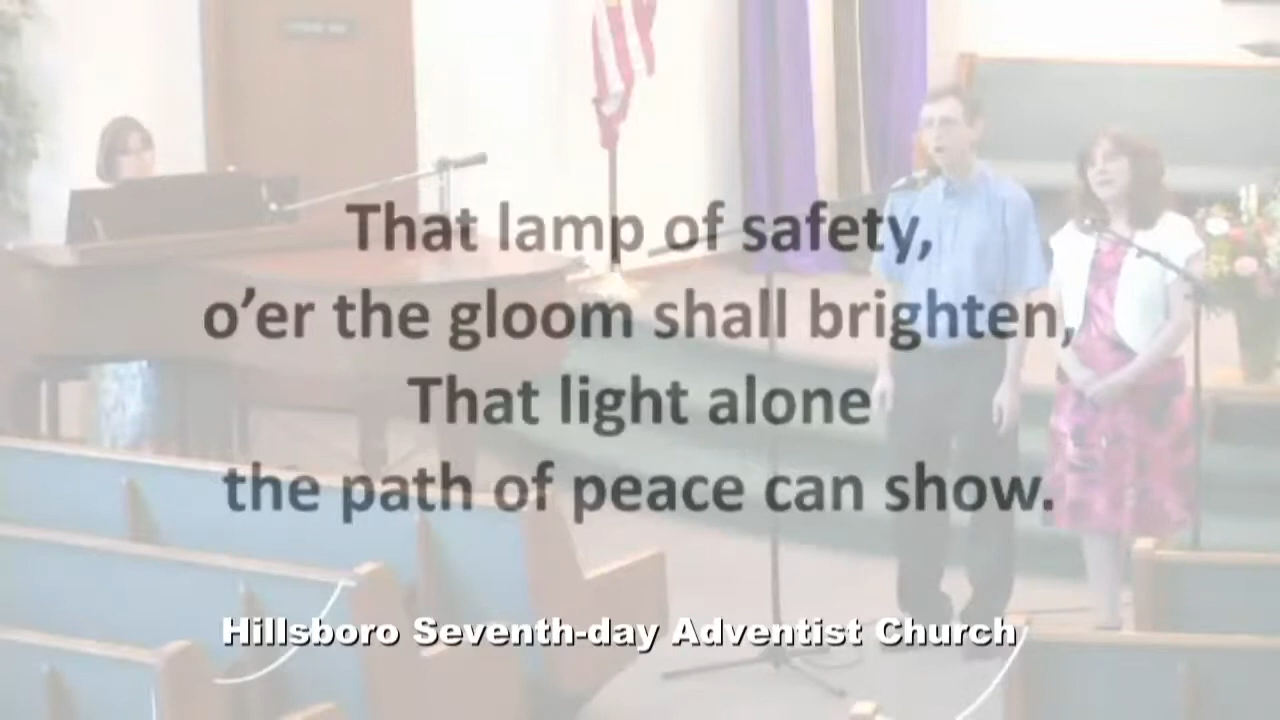 That lamp of safety,
o’er the gloom shall brighten,
That light alone
the path of peace can show.
Hillsboro Seventh-day Adventist Church